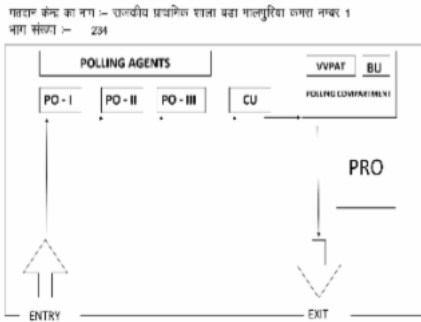 मतदान केन्द्र का नाम :– राजकीय प्राथमिक शाला बडा मालपुरिया कमरा नम्बर 1
भाग संख्या :– 234
POLLING AGENTS
VVPAT BU
POLLING COMPARTMENT
PO - I PO - II PO - III CU
PRO
ENTRY EXIT